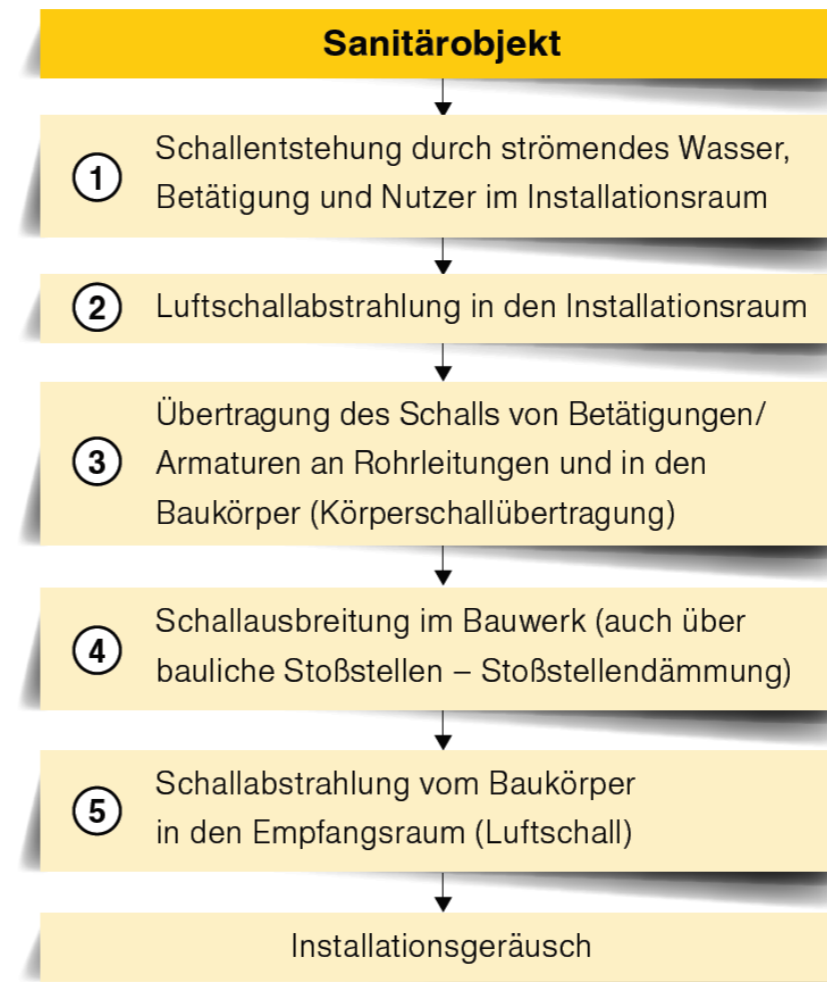 Sanitärobjekt
1
Schallentstehung durch strömendes Wasser,
Betätigung und Nutzer im Installationsraum
2
Luftschallabstrahlung in den Installationsraum
3
Übertragung des Schalls von Betätigungen/
Armaturen an Rohrleitungen und in den
Baukörper (Körperschallübertragung)
4
Schallausbreitung im Bauwerk (auch über
bauliche Stoßstellen – Stoßstellendämmung)
5
Schallabstrahlung vom Baukörper
in den Empfangsraum (Luftschall)
Installationsgeräusch